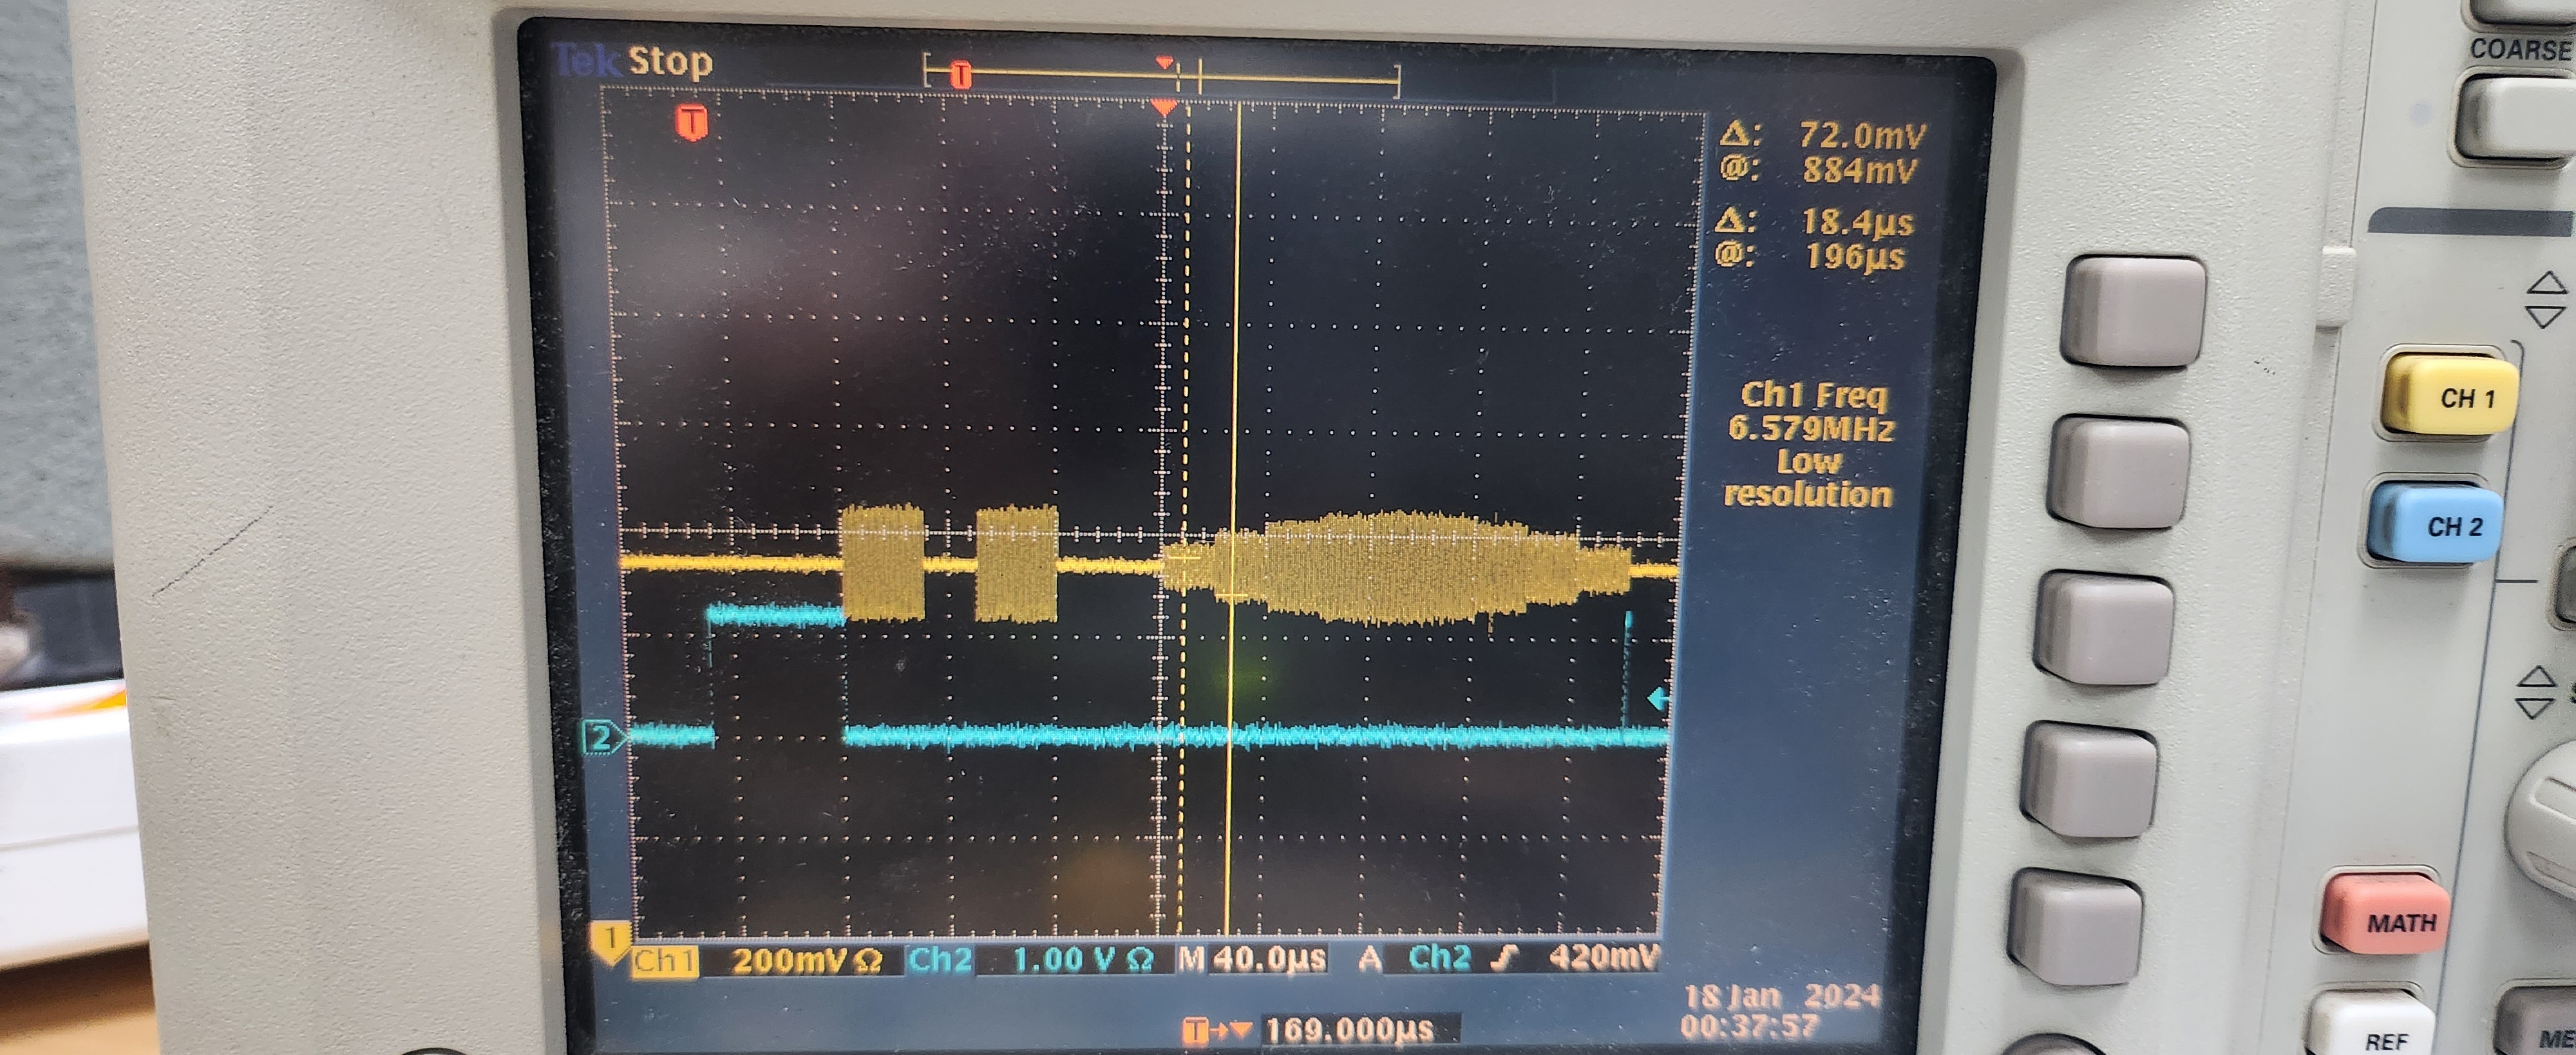 Tek Stop
T
T
Δ: 72.0mV
@: 884mV
Δ: 18.4µs
@: 196µs
Ch1 Freq
6.579MHz
Low
resolution
2
1
Ch1 200mVΩ Ch2 1.00 V Ω M 40.0µs A Ch2 420mV
18 Jan 2024
00:37:57
T 169.000µs
COARSE
CH 1
CH 2
MATH
REF